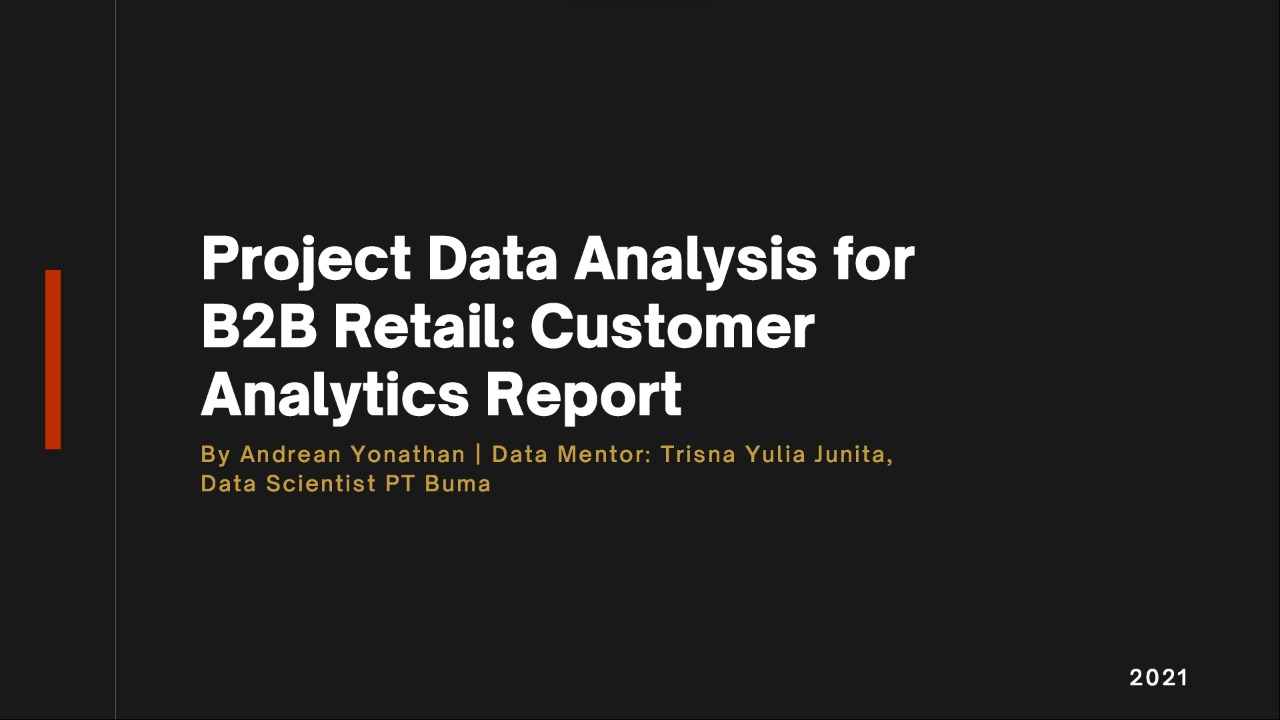 Project Data Analysis for
B2B Retail: Customer
Analytics Report
By Andrean Yonathan | Data Mentor: Trisna Yulia Junita,
Data Scientist PT Buma
2021